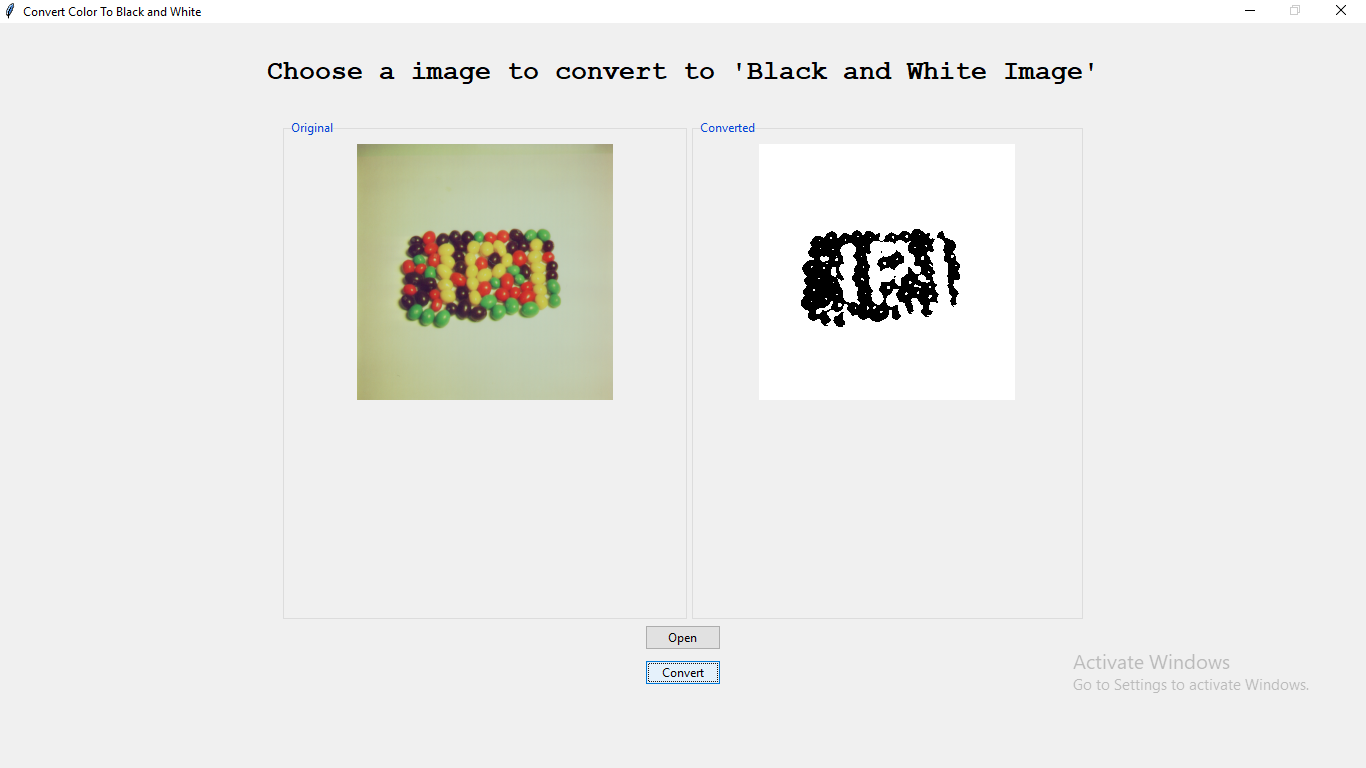 Convert Color To Black and White
Choose a image to convert to 'Black and White Image'
Original
Converted
Open
Convert
Activate Windows
Go to Settings to activate Windows.